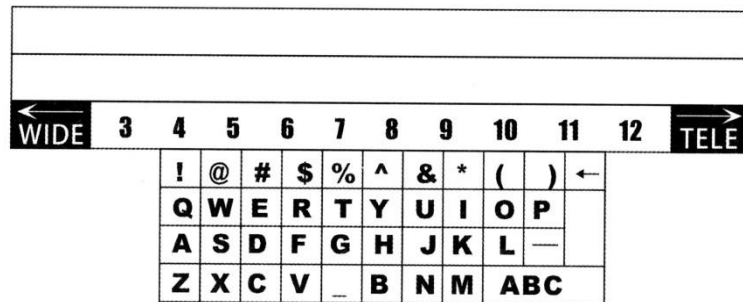 ← WIDE 3 4 5 6 7 8 9 10 11 12 → TELE
! @ # $ % ^ & * ( ) ←
Q W E R T Y U I O P
A S D F G H J K L —
Z X C V _ B N M ABC